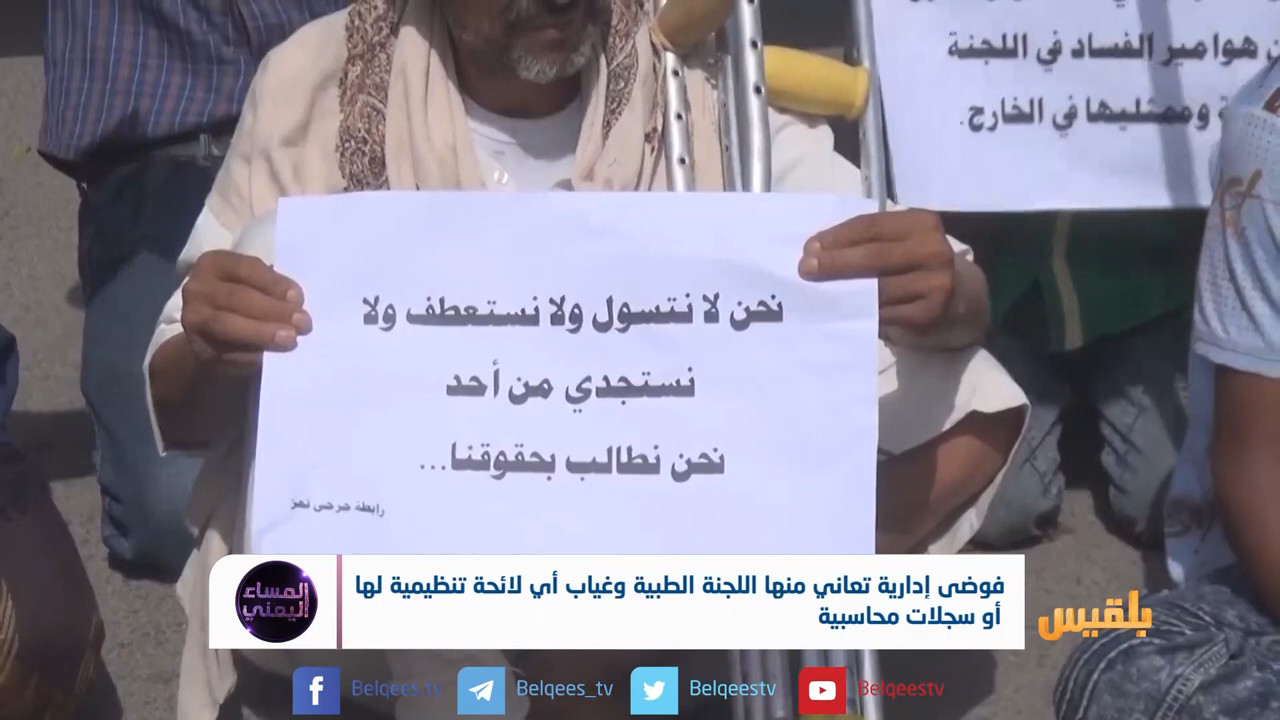 ن هوامير الفساد في اللجنة
ة وممثليها في الخارج.
نحن لا نتسول ولا نستعطف ولا
نستجدي من أحد
نحن نطالب بحقوقنا...
رابطة جرحى تعز
المساء اليمني
فوضى إدارية تعاني منها اللجنة الطبية وغياب أي لائحة تنظيمية لها
أو سجلات محاسبية
بلقيس
Belqees.tv
Belqees_tv
Belqeestv
Belqeestv